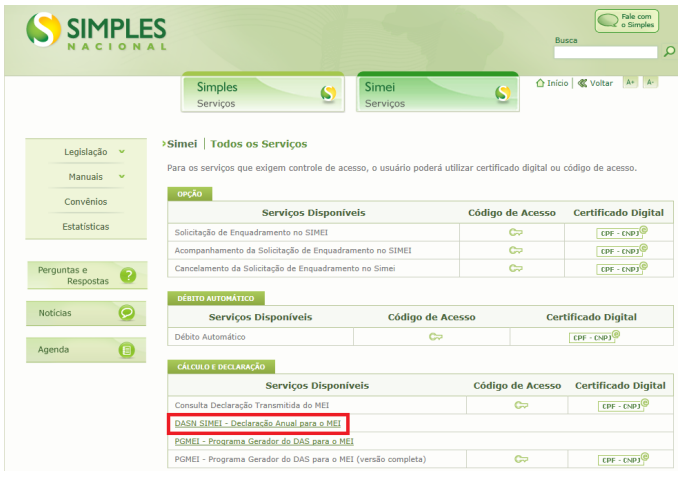 SIMPLES
NACIONAL
Fale com
o Simples
Busca
Simples
Serviços
Simei
Serviços
Início | Voltar A+ A-
Legislação
Manuais
Convênios
Estatísticas
Perguntas e
Respostas
Notícias
Agenda
Simei | Todos os Serviços
Para os serviços que exigem controle de acesso, o usuário poderá utilizar certificado digital ou código de acesso.
OPÇÃO
Serviços Disponíveis Código de Acesso Certificado Digital
Solicitação de Enquadramento no SIMEI CPF - CNPJ
Acompanhamento da Solicitação de Enquadramento no SIMEI CPF - CNPJ
Cancelamento da Solicitação de Enquadramento no Simei CPF - CNPJ
DÉBITO AUTOMÁTICO
Serviços Disponíveis Código de Acesso Certificado Digital
Débito Automático CPF - CNPJ
CÁLCULO E DECLARAÇÃO
Serviços Disponíveis Código de Acesso Certificado Digital
Consulta Declaração Transmitida do MEI CPF - CNPJ
DASN SIMEI - Declaração Anual para o MEI
PGMEI - Programa Gerador do DAS para o MEI
PGMEI - Programa Gerador do DAS para o MEI (versão completa) CPF - CNPJ